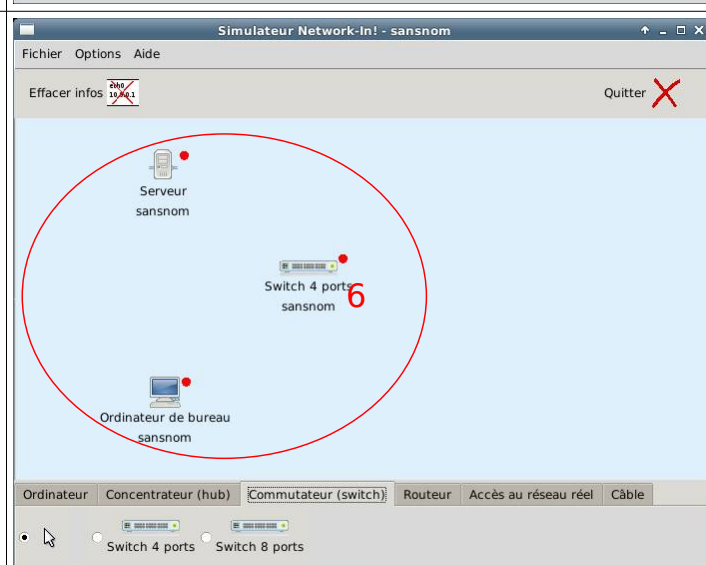 Simulateur Network-In! - sansnom
Fichier Options Aide
Effacer infos
echo
10.0.0.1
Quitter
Serveur
sansnom
Switch 4 ports
sansnom
6
Ordinateur de bureau
sansnom
Ordinateur Concentrateur (hub) Commutateur (switch) Routeur Accès au réseau réel Câble
Switch 4 ports Switch 8 ports